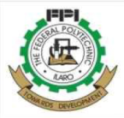 FPI
THE FEDERAL POLYTECHNIC
ILARO
TOWARDS DEVELOPMENT